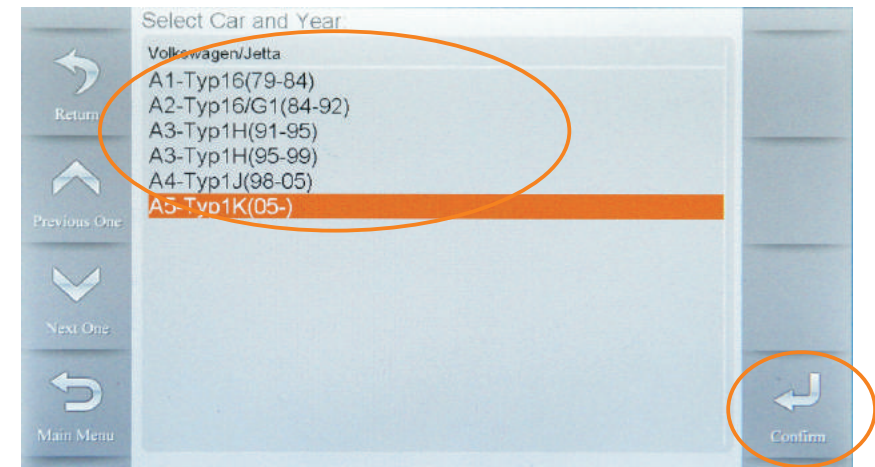 Select Car and Year:
Volkswagen/Jetta
A1-Typ16(79-84)
A2-Typ16/G1(84-92)
A3-Typ1H(91-95)
A3-Typ1H(95-99)
A4-Typ1J(98-05)
A5-Typ1K(05-)
Return
Previous One
Next One
Main Menu
Confirm